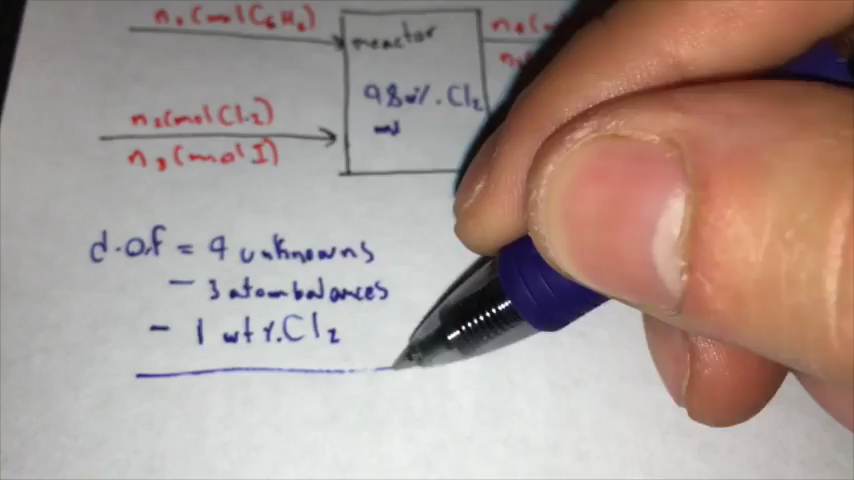 n₁(mol C₆H₆)
reactor
98 wt%. Cl₂
n₂(mol Cl₂)
n₃(mol I)
d.o.f = 9 unknowns
- 3 atom balances
- 1 wt %. Cl₂